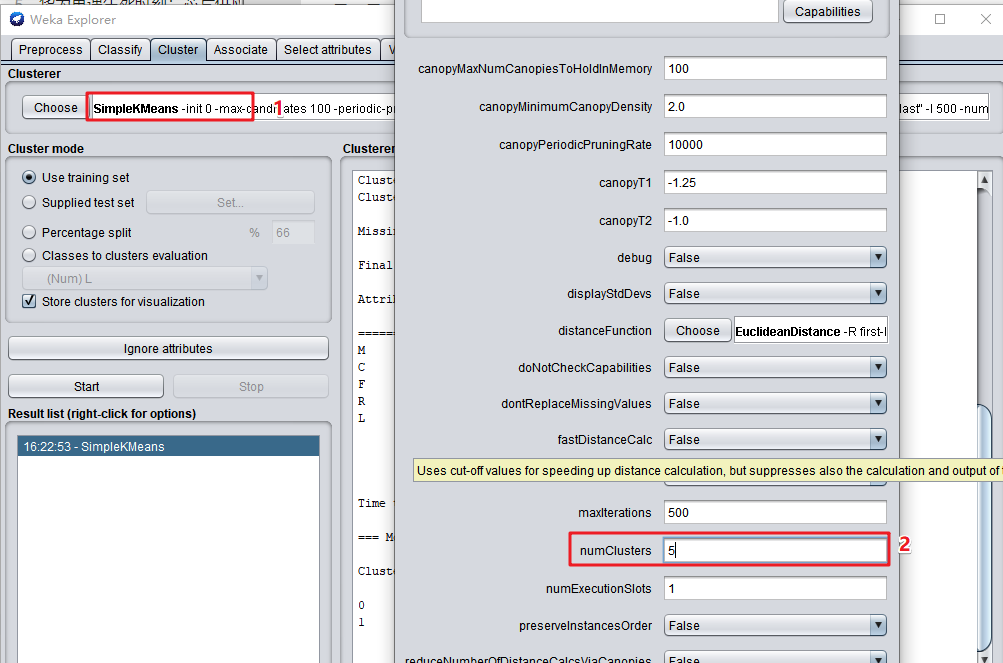 Weka Explorer
Preprocess Classify Cluster Associate Select attributes
Clusterer
Choose SimpleKMeans -init 0 -max-candidates 100 -periodic-pr
1
last" -I 500 -num
Cluster mode
Use training set
Supplied test set Set...
Percentage split % 66
Classes to clusters evaluation
(Num) L
Store clusters for visualization
Ignore attributes
Start Stop
Result list (right-click for options)
16:22:53 - SimpleKMeans
Clusterer
Clust
Clust
Missin
Final
Attri
======
M
C
F
R
L
Time
=== M
Clust
0
1
Capabilities
canopyMaxNumCanopiesToHoldInMemory 100
canopyMinimumCanopyDensity 2.0
canopyPeriodicPruningRate 10000
canopyT1 -1.25
canopyT2 -1.0
debug False
displayStdDevs False
distanceFunction Choose EuclideanDistance -R first-l
doNotCheckCapabilities False
dontReplaceMissingValues False
fastDistanceCalc False
Uses cut-off values for speeding up distance calculation, but suppresses also the calculation and output of
maxIterations 500
numClusters 5
2
numExecutionSlots 1
preserveInstancesOrder False
reduceNumberOfDistanceCalcsViaCanopies False